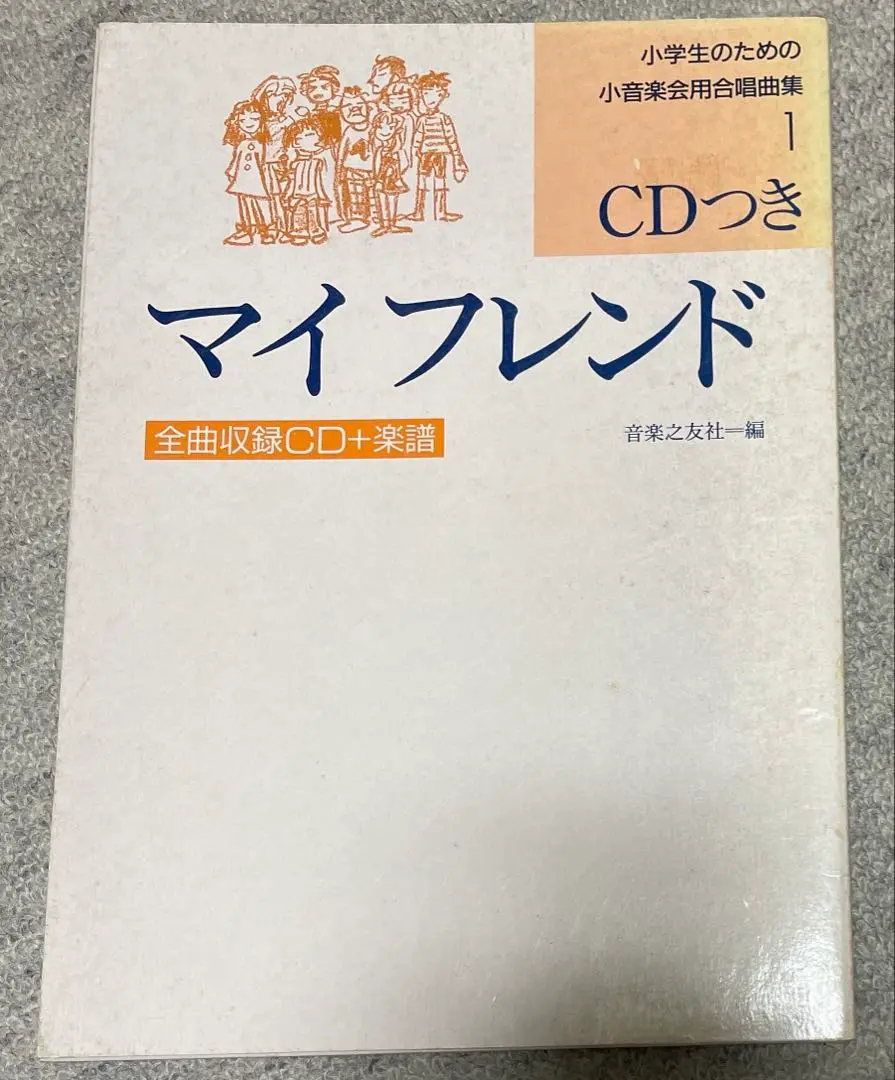 小学生のための
小音楽会用合唱曲集
1
CDつき
マイ フレンド
全曲収録CD+楽譜
音楽之友社＝編